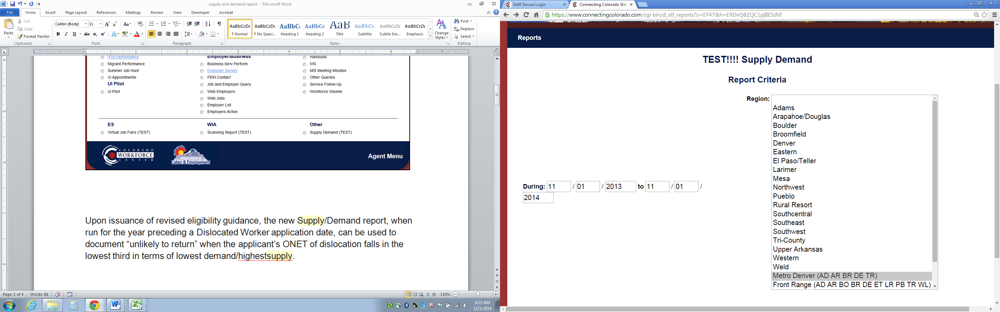 supply and demand report - Microsoft Word
File Home Insert Page Layout References Mailings Review View Developer Acrobat
Paste
Cut
Copy
Format Painter
Clipboard
Calibri (Body) 11
Font
Paragraph
AaBbCcDc AaBbCcDc AaBbC AaBbCc AaB AaBbCc. AaBbCcDc AaBbCcDc
¶ Normal ¶ No Spaci... Heading 1 Heading 2 Title Subtitle Subtle Em... Emphasis
Styles
Change Styles
Find
Replace
Select
Editing
H1B Performance
Migrant Performance
Summer Job Hunt
UI Appointments
UI Pilot
UI Pilot
Employer/Business
Business Serv Perform
Employer Survey
FEIN Contact
Job and Employer Query
Web Employers
Web Jobs
Employer List
Employers Active
Handouts
IVR
MIS Meeting Minutes
Other Queries
Service Follow-Up
Workforce Volume
ES WIA Other
Virtual Job Fairs (TEST) Scanning Report (TEST) Supply Demand (TEST)
COLORADO
WORKFORCE
CENTER
Colorado
Department of
Labor & Employment
Agent Menu
Upon issuance of revised eligibility guidance, the new Supply/Demand report, when
run for the year preceding a Dislocated Worker application date, can be used to
document “unlikely to return” when the applicant’s ONET of dislocation falls in the
lowest third in terms of lowest demand/highestsupply.
Page: 1 of 4 Words: 68 153%
9:23 AM
12/1/2014
Staff Secure Login Connecting Colorado Staf
https://www.connectingcolorado.com/cgi-bin/d_stf_reports?s=0747&h=ERDvQ8ZQC1pjIIESdVI
Reports
TEST!!!! Supply Demand
Report Criteria
During: 11 / 01 / 2013 to 11 / 01 /
2014
Region:
Adams
Arapahoe/Douglas
Boulder
Broomfield
Denver
Eastern
El Paso/Teller
Larimer
Mesa
Northwest
Pueblo
Rural Resort
Southcentral
Southeast
Southwest
Tri-County
Upper Arkansas
Western
Weld
Metro Denver (AD AR BR DE TR)
Front Range (AD AR BO BR DE ET LR PB TR WL)